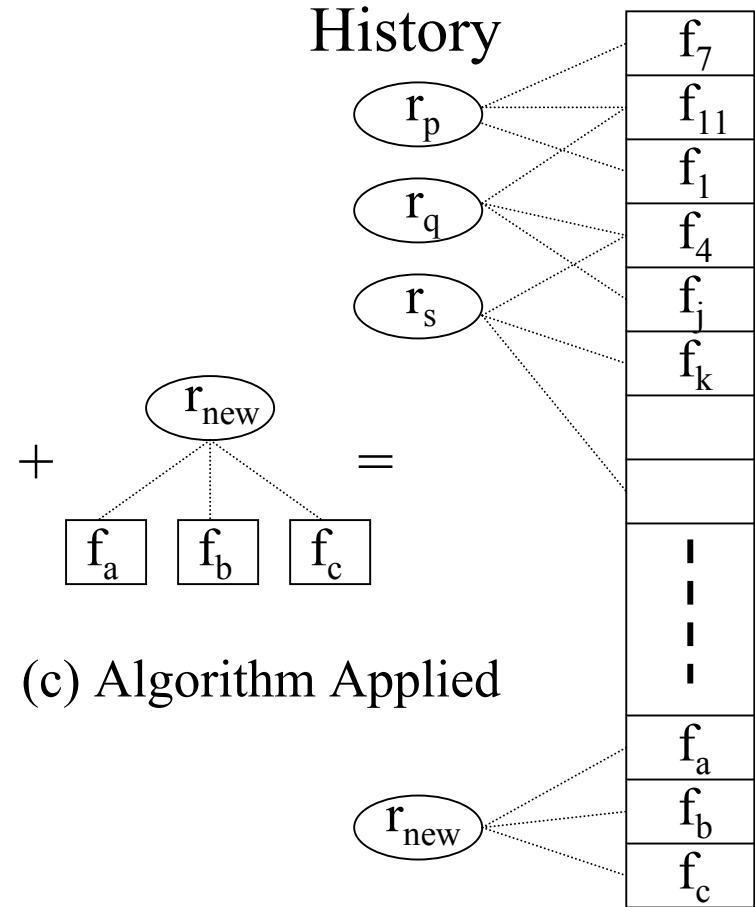 History
f7
rp
f11
f1
rq
f4
rs
fj
fk
rnew
+ =
fa fb fc
(c) Algorithm Applied
fa
rnew
fb
fc